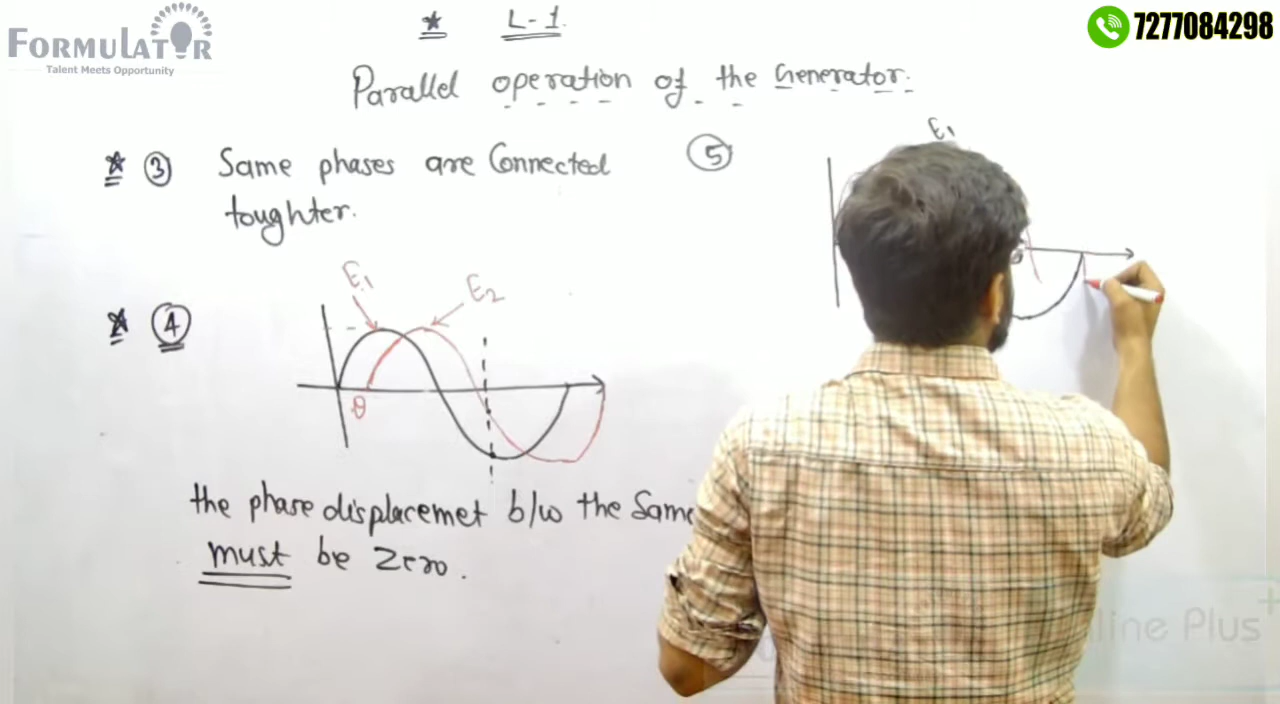 FORMULATOR
Talent Meets Opportunity
7277084298
* L-1.
Parallel operation of the Generator.
* ③ Same phases are Connected
toughter.
* ④
E1
E2
θ
the phase displacemet b/w the Same
must be Zero.
⑤
E1
line Plus+